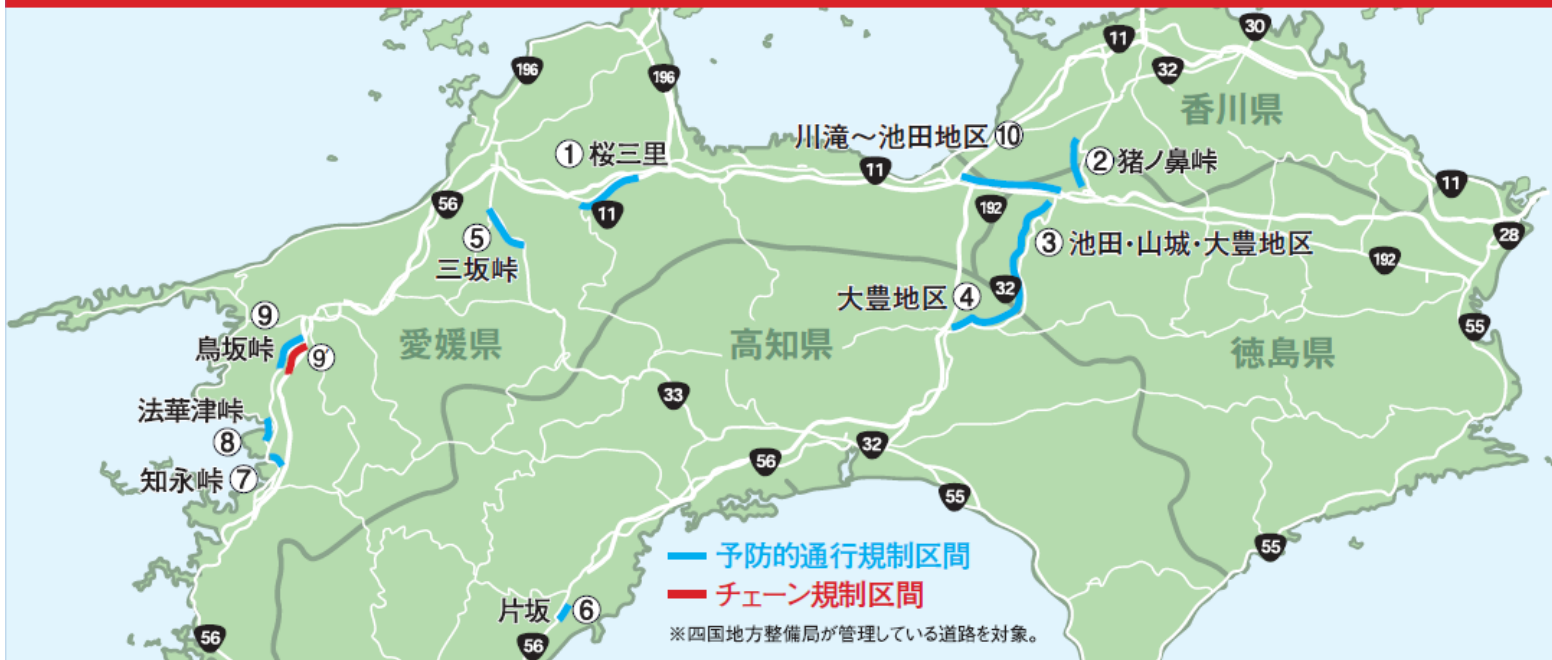 196
196
11
30
32
香川県
川滝～池田地区⑩
①桜三里
11
②猪ノ鼻峠
56
11
192
11
28
⑤
三坂峠
③池田・山城・大豊地区
192
大豊地区④
32
55
⑨
鳥坂峠
⑨′
愛媛県
高知県
徳島県
33
法華津峠
⑧
知永峠⑦
32
56
55
55
予防的通行規制区間
チェーン規制区間
※四国地方整備局が管理している道路を対象。
片坂⑥
56
56